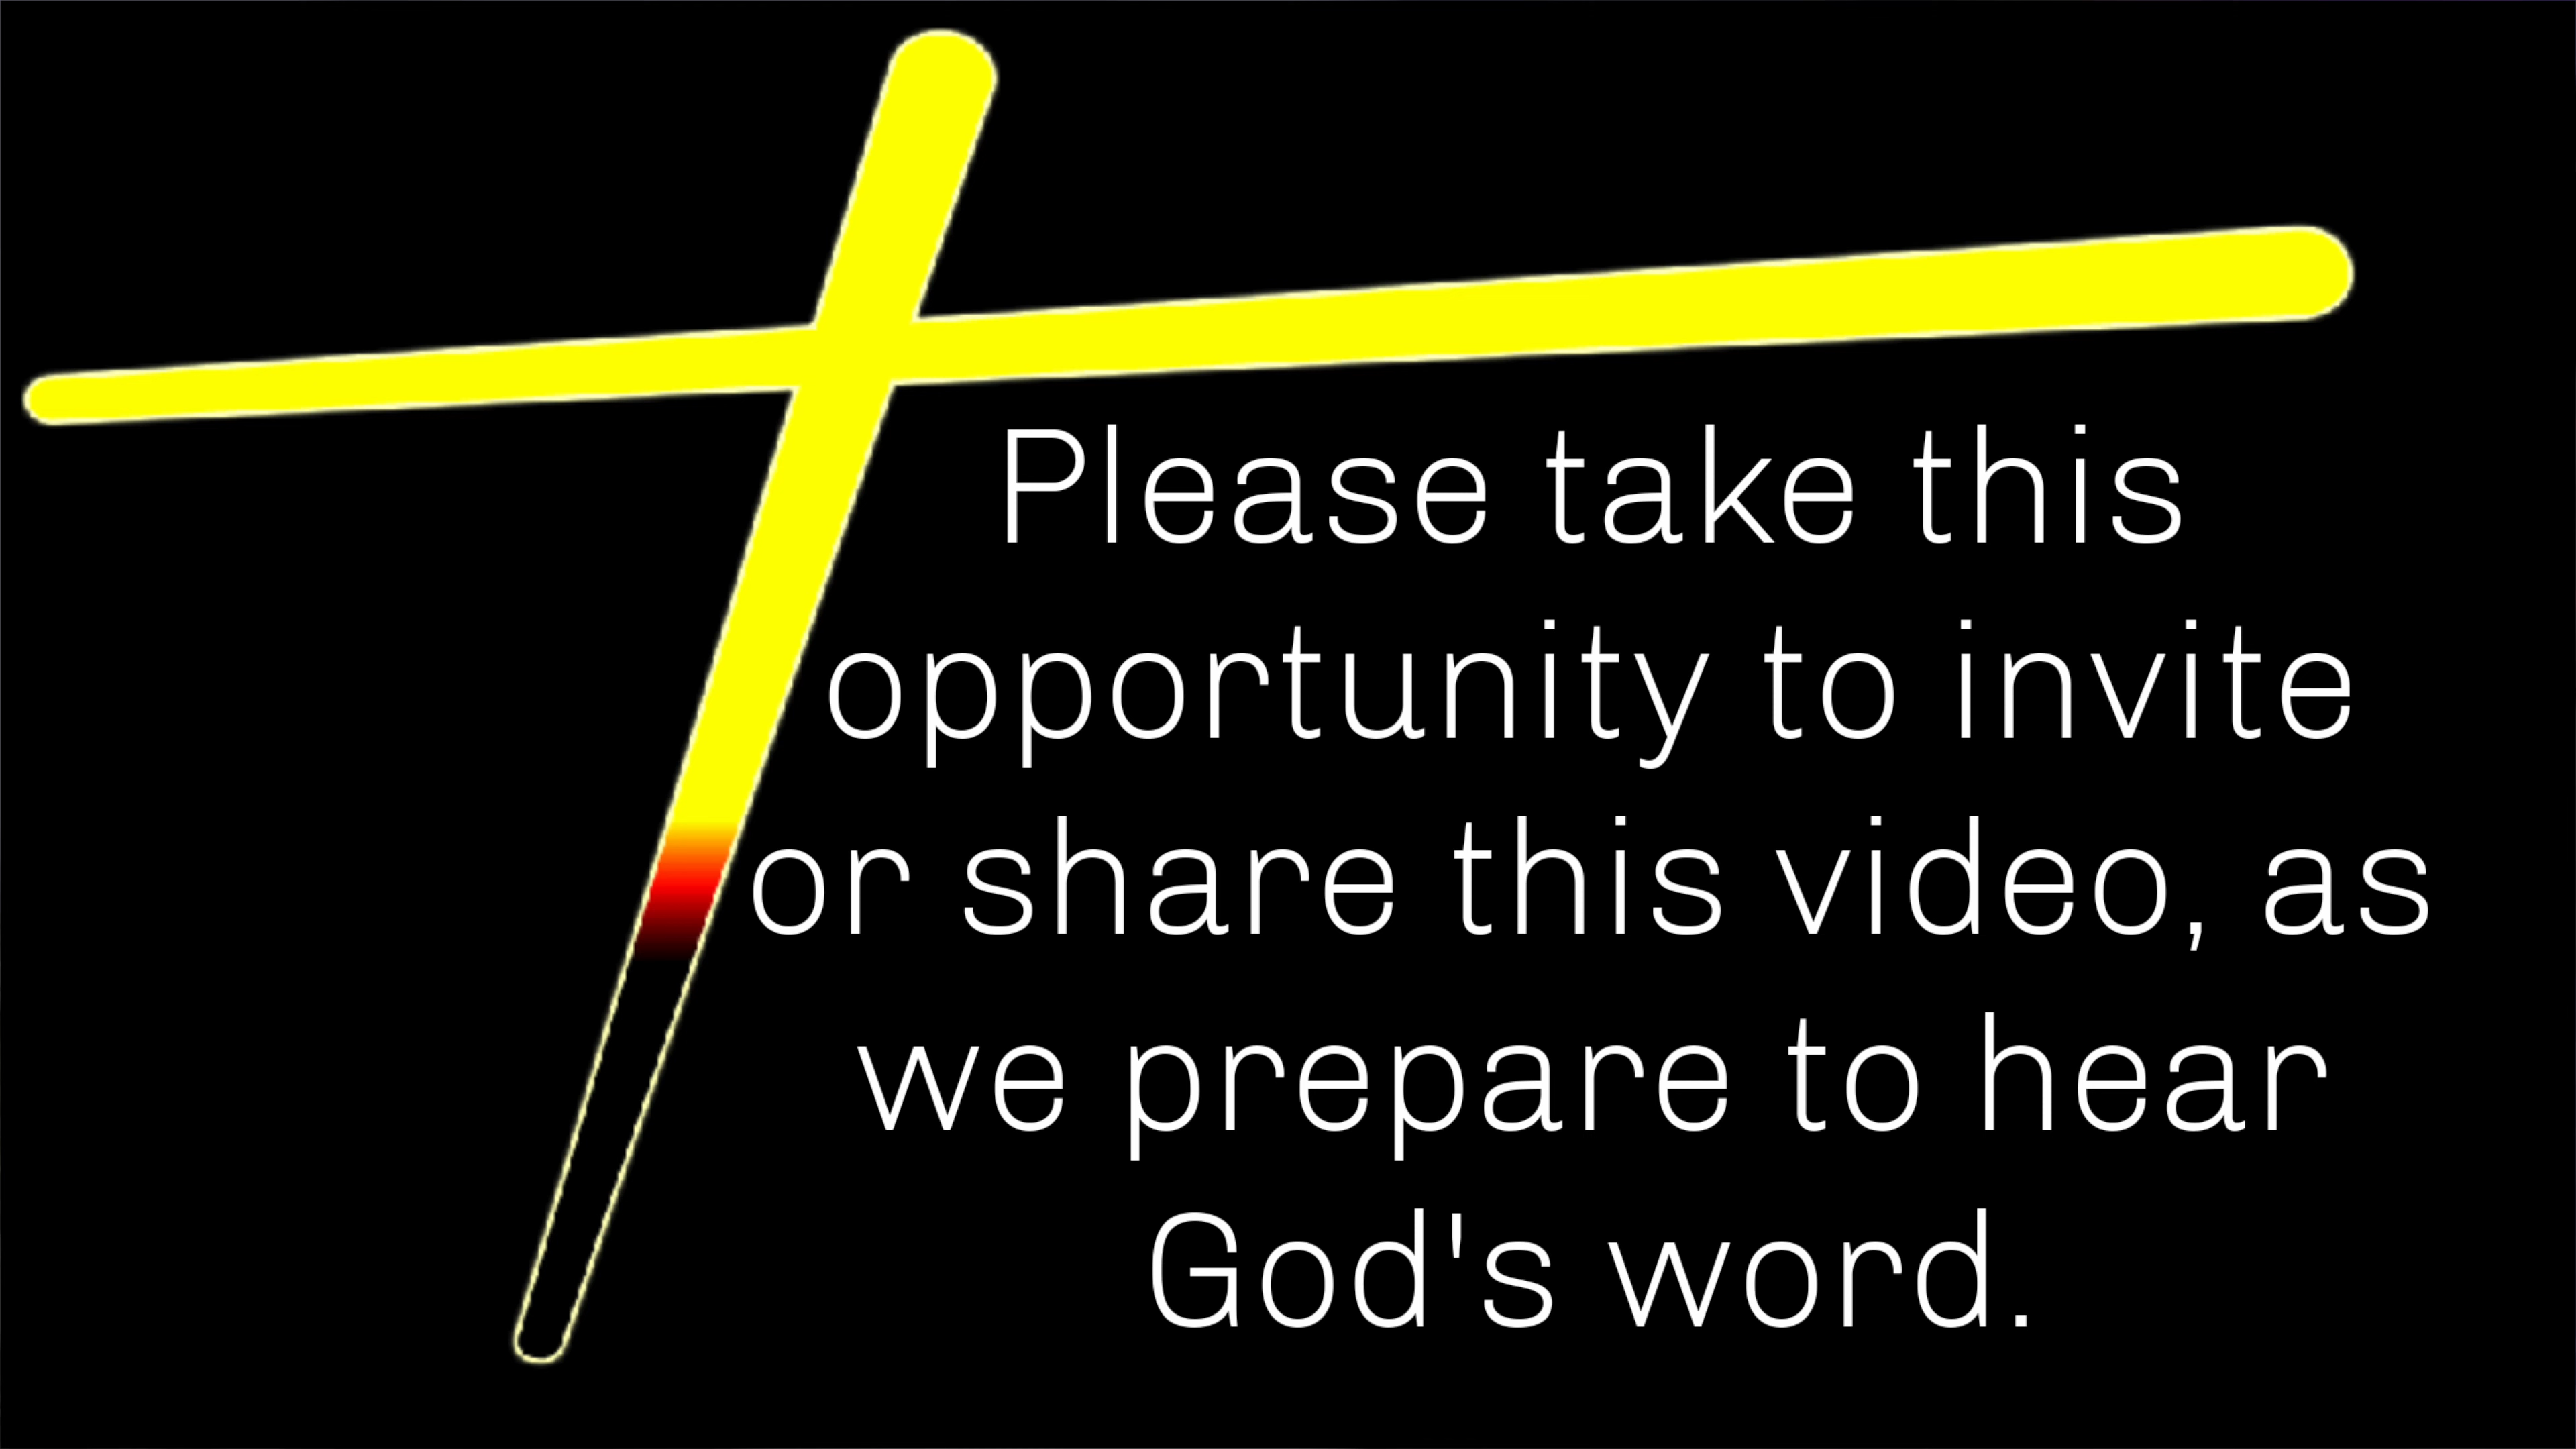 Please take this
opportunity to invite
or share this video, as
we prepare to hear
God's word.